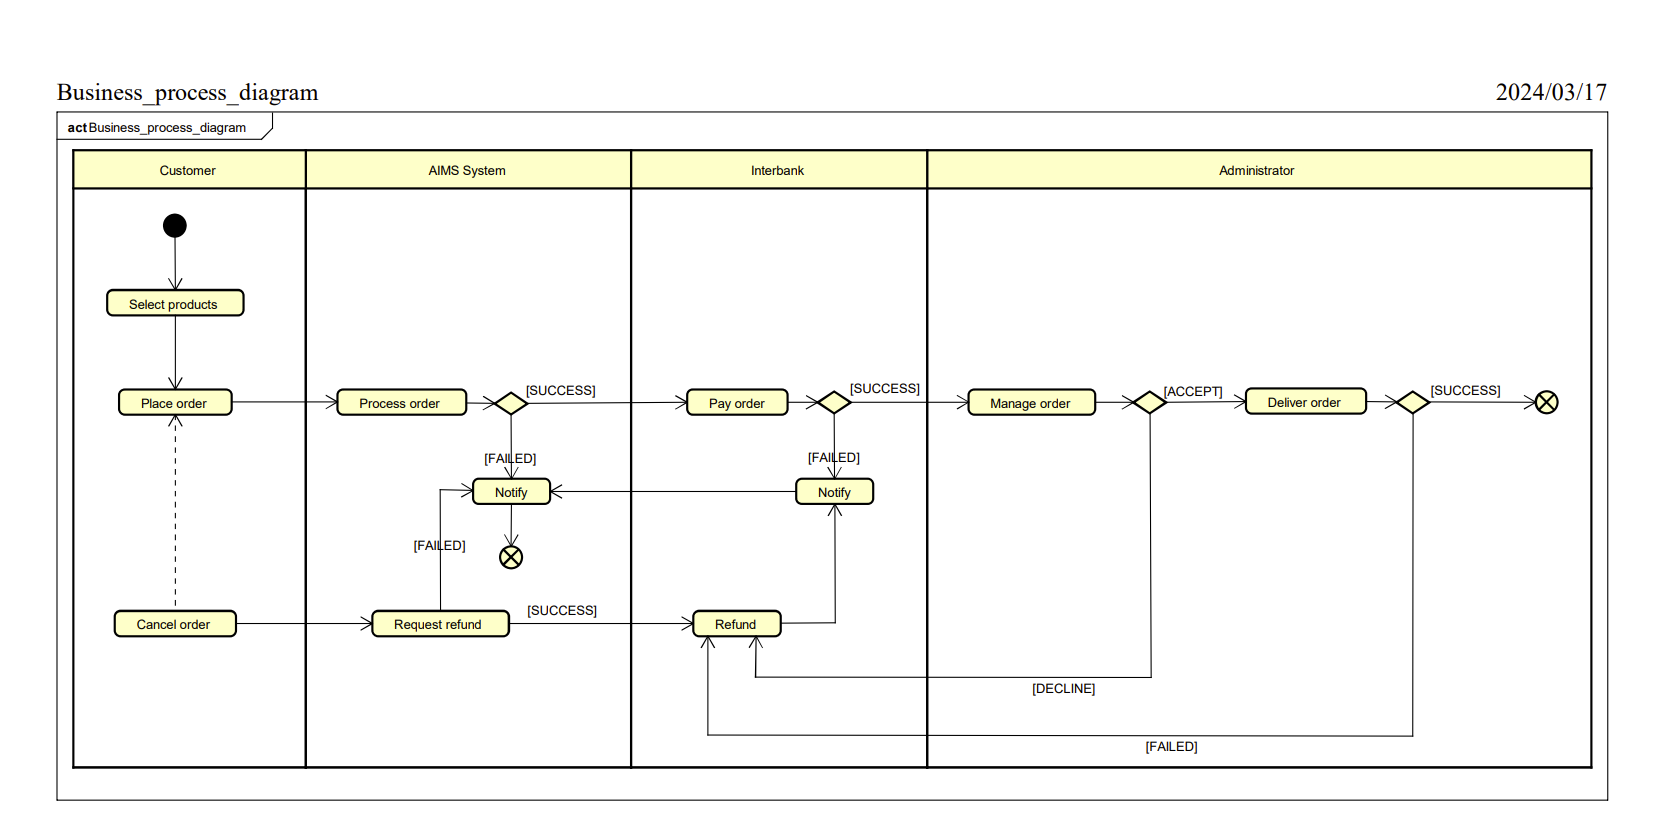 Business_process_diagram 2024/03/17
act Business_process_diagram
Customer AIMS System Interbank Administrator
Select products
Place order
Process order
[SUCCESS]
Pay order
[SUCCESS]
Manage order
[ACCEPT]
Deliver order
[SUCCESS]
[FAILED]
[FAILED]
Notify
Notify
[FAILED]
Cancel order
Request refund
[SUCCESS]
Refund
[DECLINE]
[FAILED]